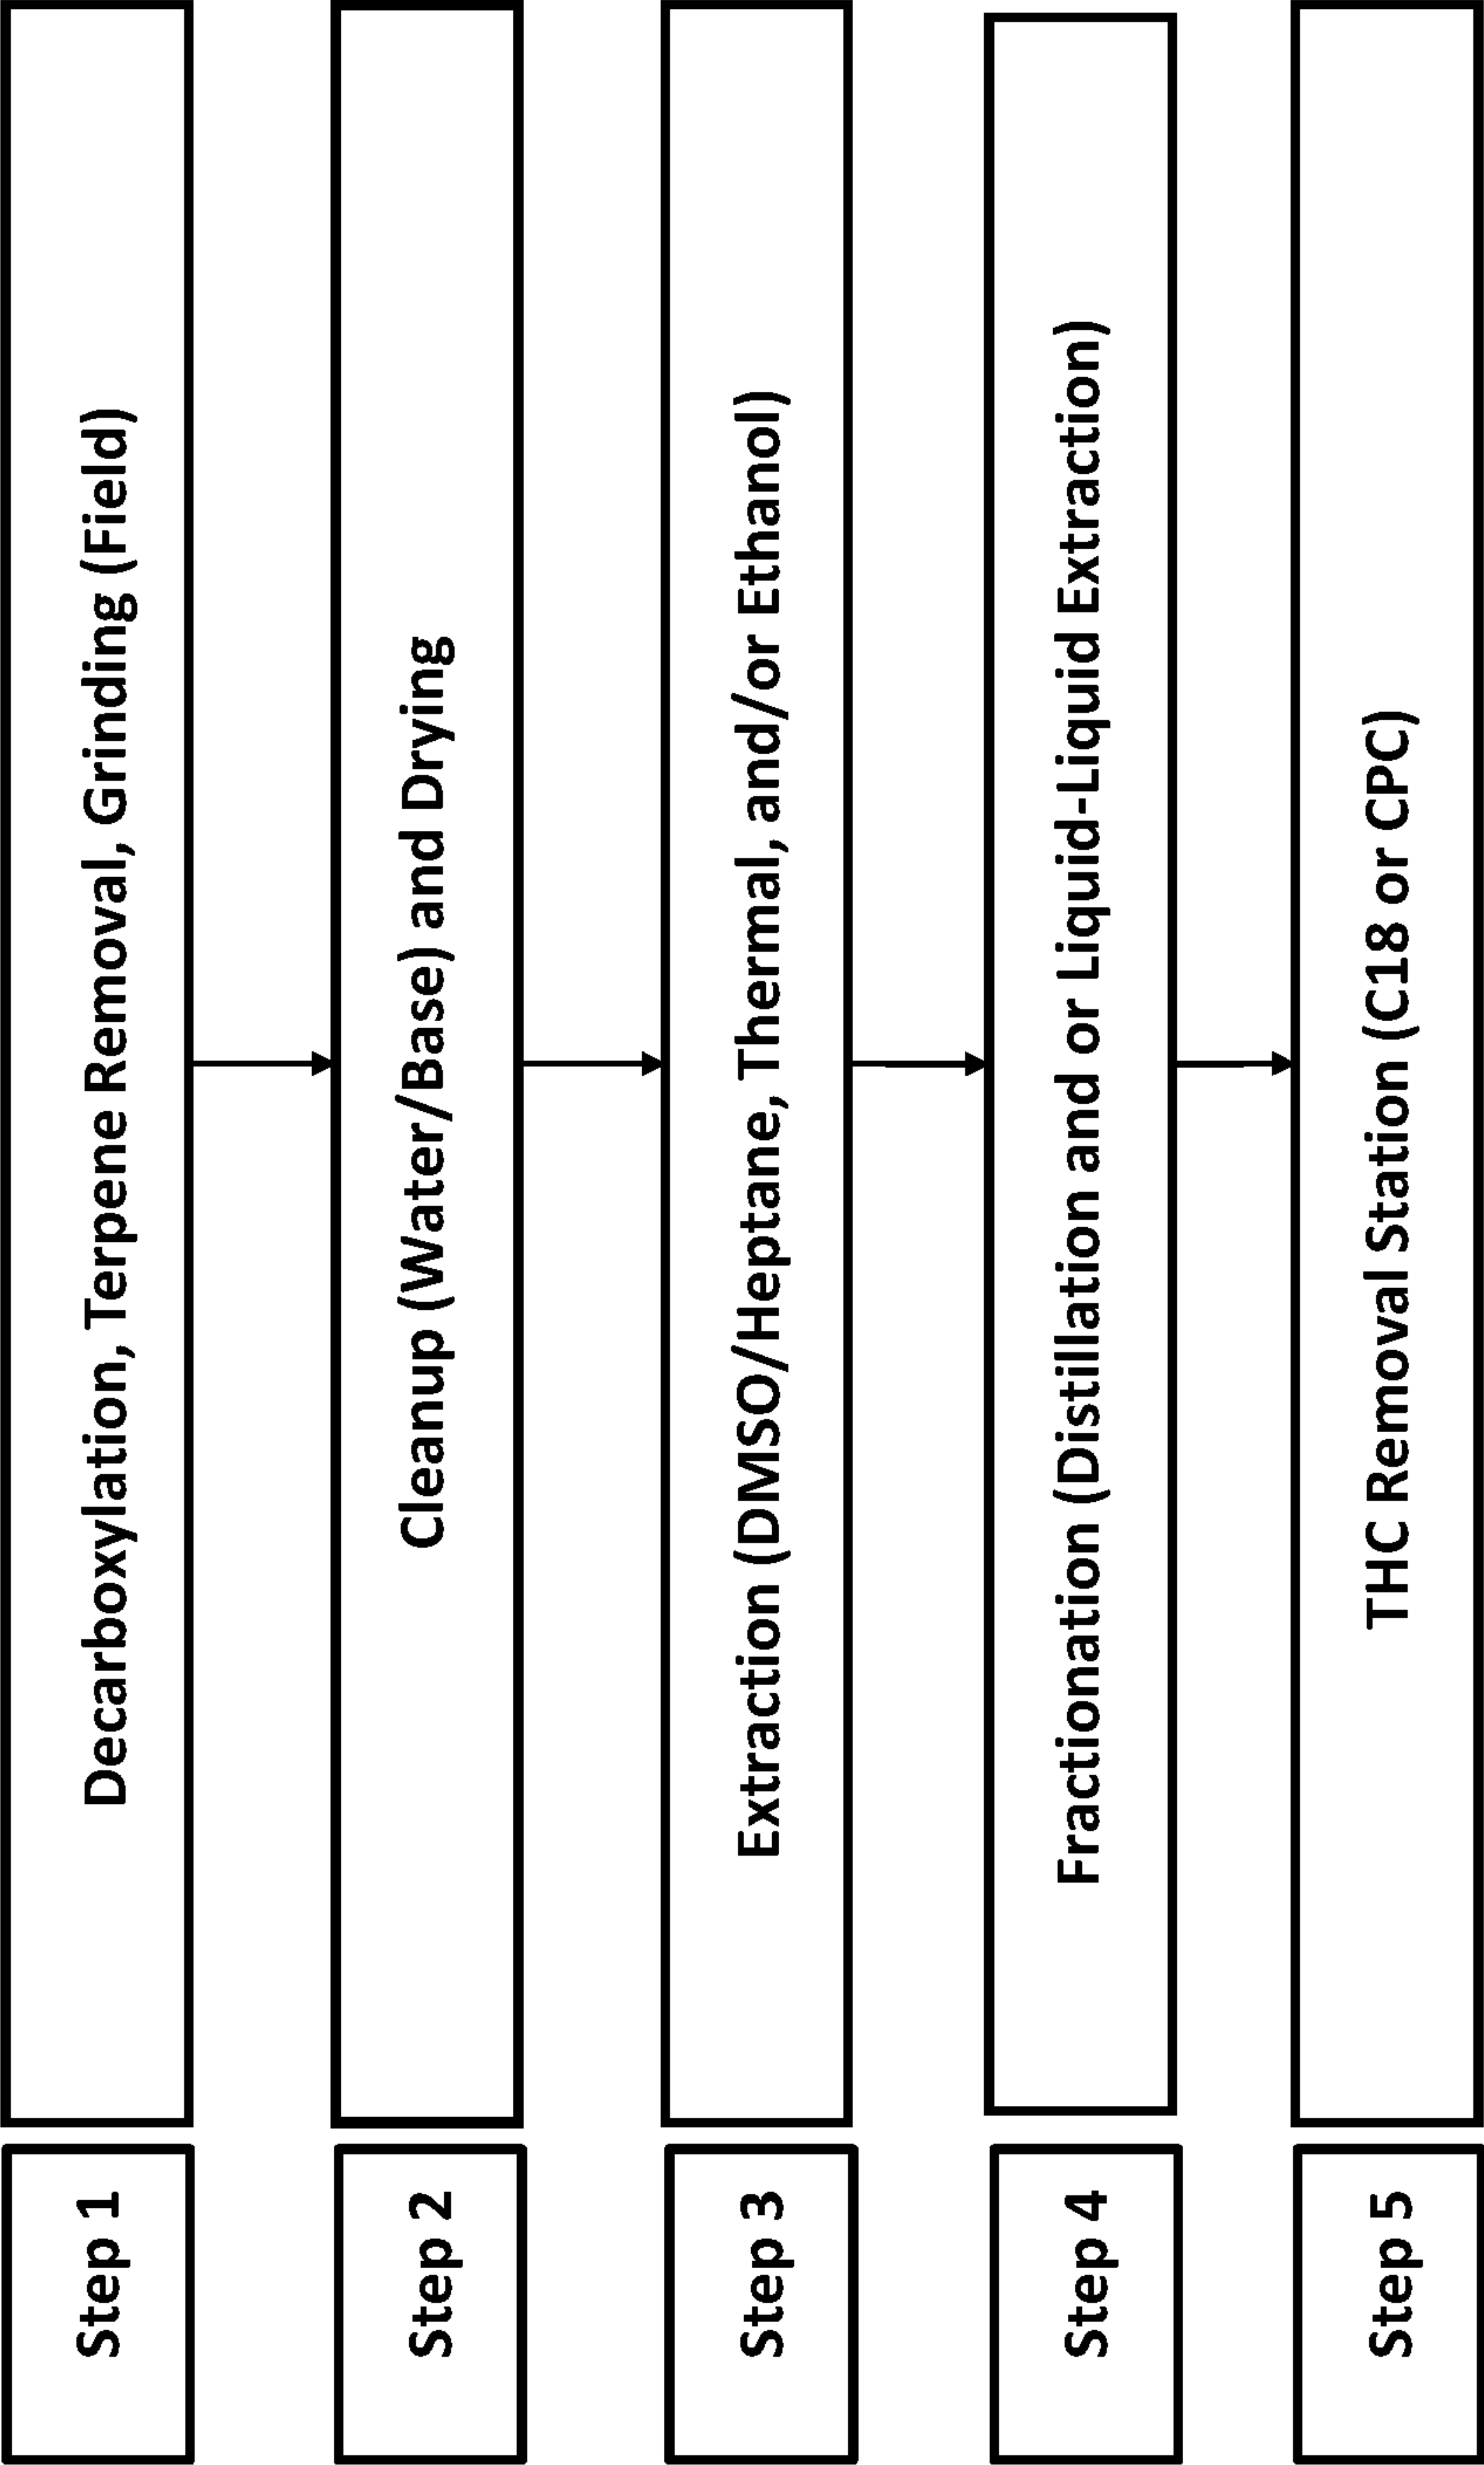 Step 1
Decarboxylation, Terpene Removal, Grinding (Field)
Step 2
Cleanup (Water/Base) and Drying
Step 3
Extraction (DMSO/Heptane, Thermal, and/or Ethanol)
Step 4
Fractionation (Distillation and or Liquid-Liquid Extraction)
Step 5
THC Removal Station (C18 or CPC)